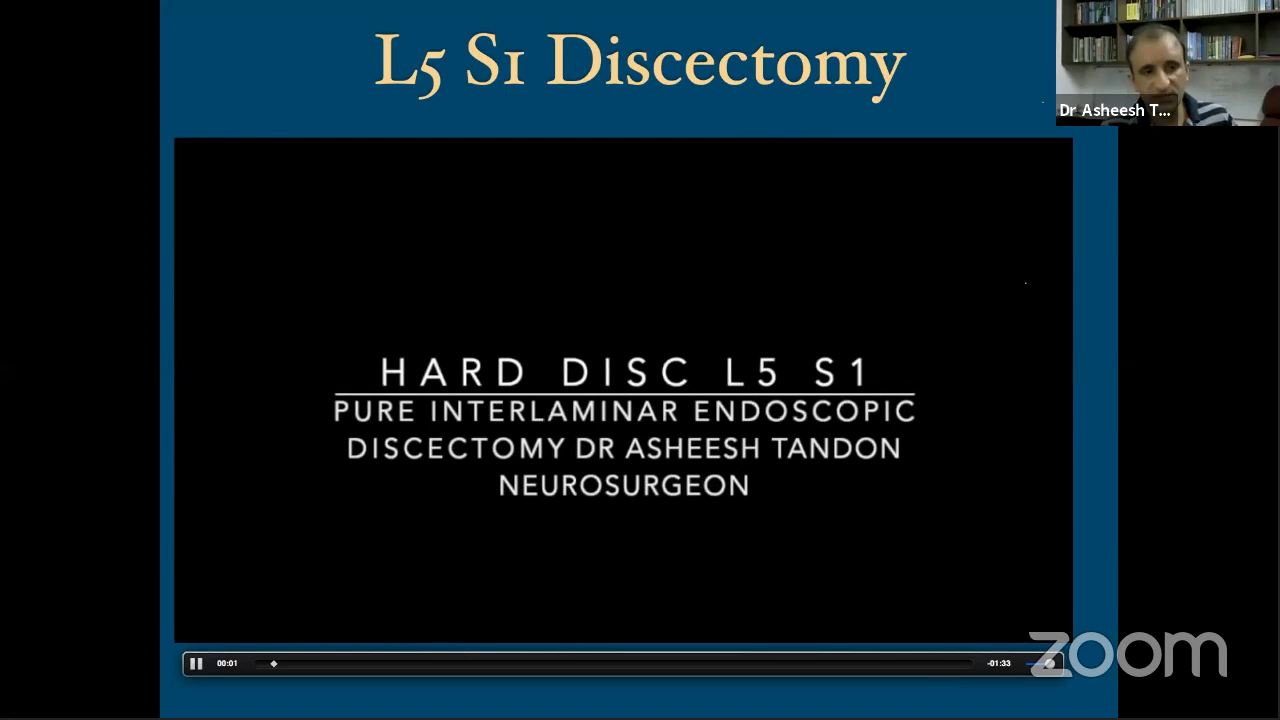 L5 S1 Discectomy
Dr Asheesh T...
HARD DISC L5 S1
PURE INTERLAMINAR ENDOSCOPIC
DISCECTOMY DR ASHEESH TANDON
NEUROSURGEON
00:01
-01:33
zoom